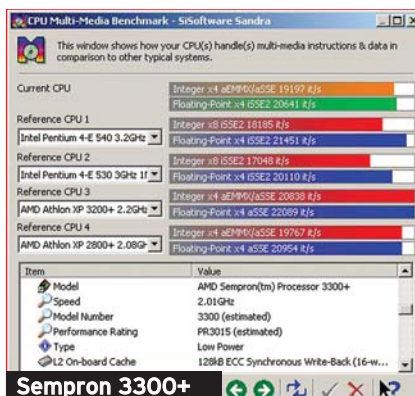 CPU Multi-Media Benchmark - SiSoftware Sandra
This window shows how your CPU(s) handle(s) multi-media instructions & data in
comparison to other typical systems.
Current CPU
Integer x4 aEMMX/aSSE 19197 it/s
Floating-Point x4 iSSE2 20641 it/s
Reference CPU 1
Integer x8 iSSE2 18185 it/s
Intel Pentium 4-E 540 3.2GHz
Floating-Point x4 iSSE2 21451 it/s
Reference CPU 2
Integer x8 iSSE2 17048 it/s
Intel Pentium 4-E 530 3GHz
Floating-Point x4 iSSE2 20110 it/s
Reference CPU 3
Integer x4 aEMMX/aSSE 20838 it/s
AMD Athlon XP 3200+ 2.2GHz
Floating-Point x4 aSSE 22089 it/s
Reference CPU 4
Integer x4 aEMMX/aSSE 19767 it/s
AMD Athlon XP 2800+ 2.08G
Floating-Point x4 aSSE 20954 it/s
Item Value
Model AMD Sempron(tm) Processor 3300+
Speed 2.01GHz
Model Number 3300 (estimated)
Performance Rating PR3015 (estimated)
Type Low Power
L2 On-board Cache 128kB ECC Synchronous Write-Back (16-w...
Sempron 3300+